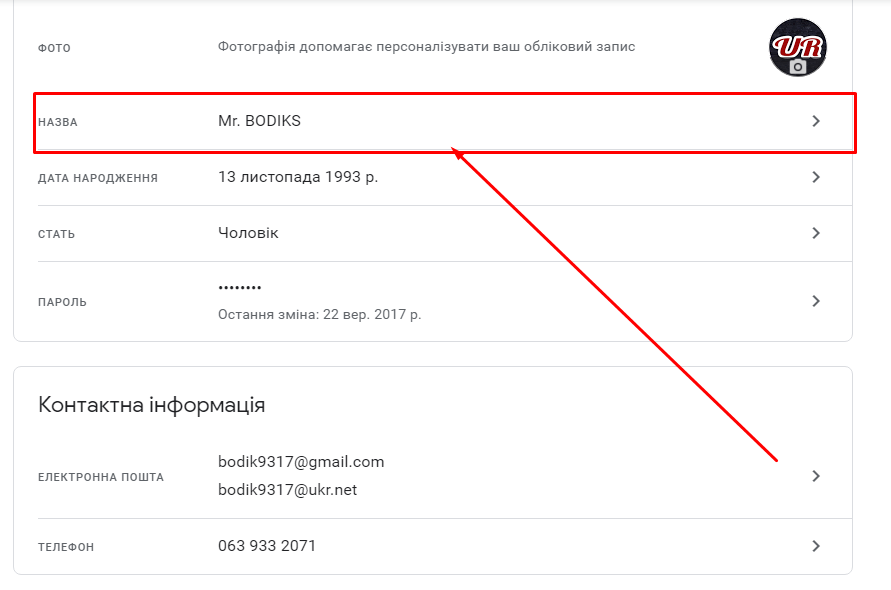 ФОТО
Фотографія допомагає персоналізувати ваш обліковий запис
UR
НАЗВА
Mr. BODIKS
ДАТА НАРОДЖЕННЯ
13 листопада 1993 р.
СТАТЬ
Чоловік
ПАРОЛЬ
••••••••
Остання зміна: 22 вер. 2017 р.
Контактна інформація
ЕЛЕКТРОННА ПОШТА
bodik9317@gmail.com
bodik9317@ukr.net
ТЕЛЕФОН
063 933 2071